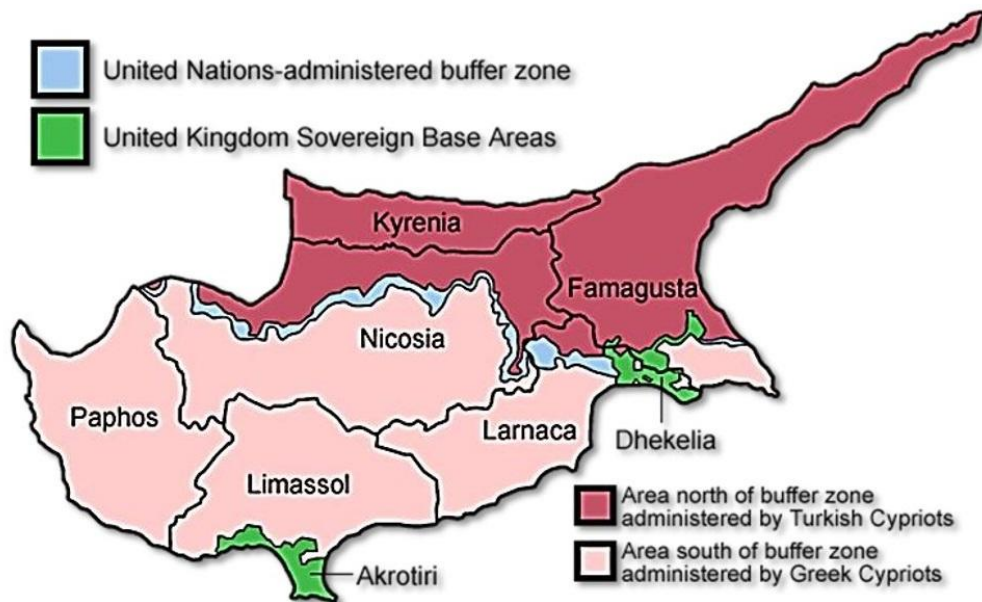 United Nations-administered buffer zone
United Kingdom Sovereign Base Areas
Kyrenia
Famagusta
Nicosia
Paphos
Larnaca
Dhekelia
Limassol
Akrotiri
Area north of buffer zone
administered by Turkish Cypriots
Area south of buffer zone
administered by Greek Cypriots